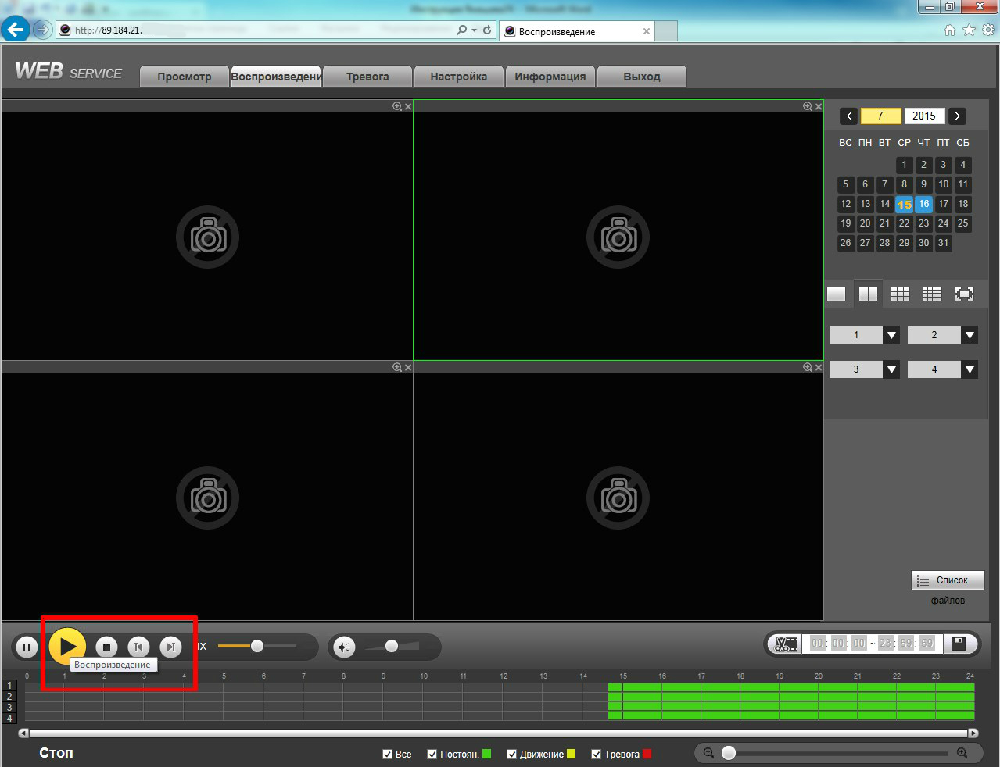 http://89.184.21.
Воспроизведение
WEB SERVICE
Просмотр
Воспроизведени
Тревога
Настройка
Информация
Выход
7 2015
ВС ПН ВТ СР ЧТ ПТ СБ
1 2 3 4
5 6 7 8 9 10 11
12 13 14 15 16 17 18
19 20 21 22 23 24 25
26 27 28 29 30 31
1 2
3 4
Список
файлов
1X
00: 00: 00 ~ 23: 59: 59
Воспроизведение
0 1 2 3 4 5 6 7 8 9 10 11 12 13 14 15 16 17 18 19 20 21 22 23 24
1
2
3
4
Стоп
Все
Постоян.
Движение
Тревога